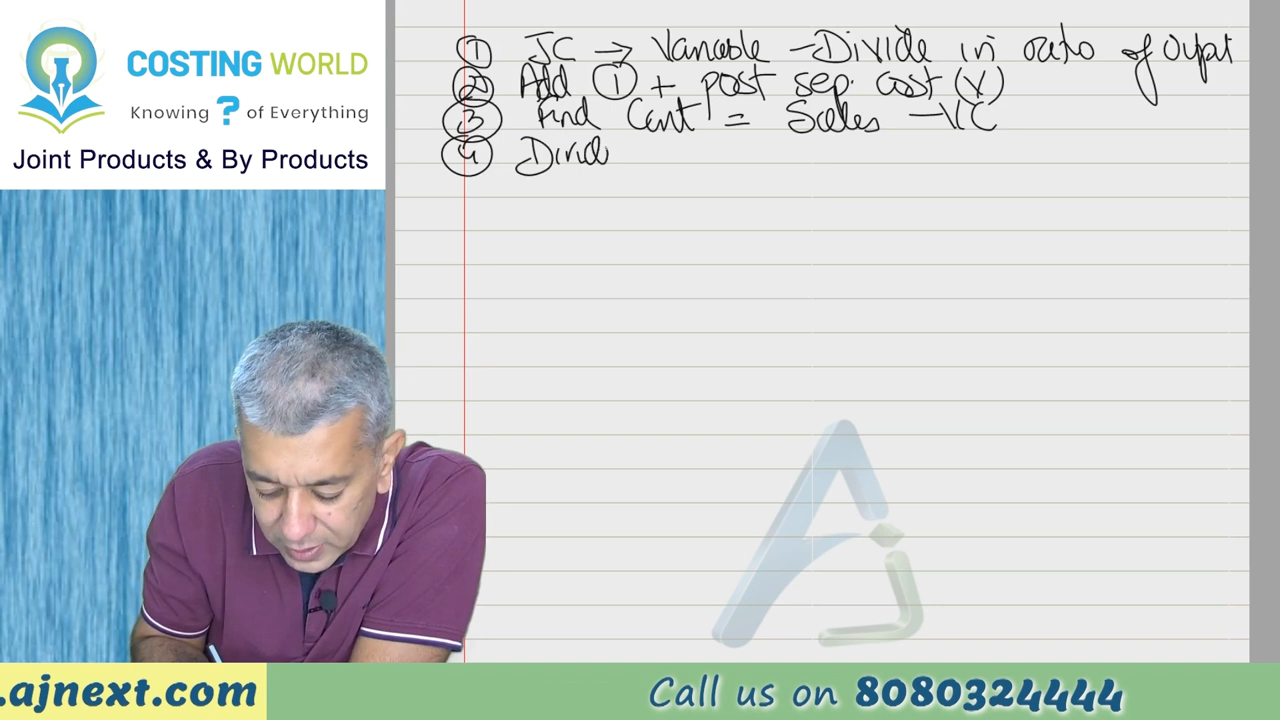 COSTING WORLD
Knowing ? of Everything
Joint Products & By Products
① JC → Variable - Divide in ratio of Output
② Add ① + post sep. cost (V)
③ Find Cont = Sales - VC
④ Divid
.ajnext.com
Call us on 8080324444